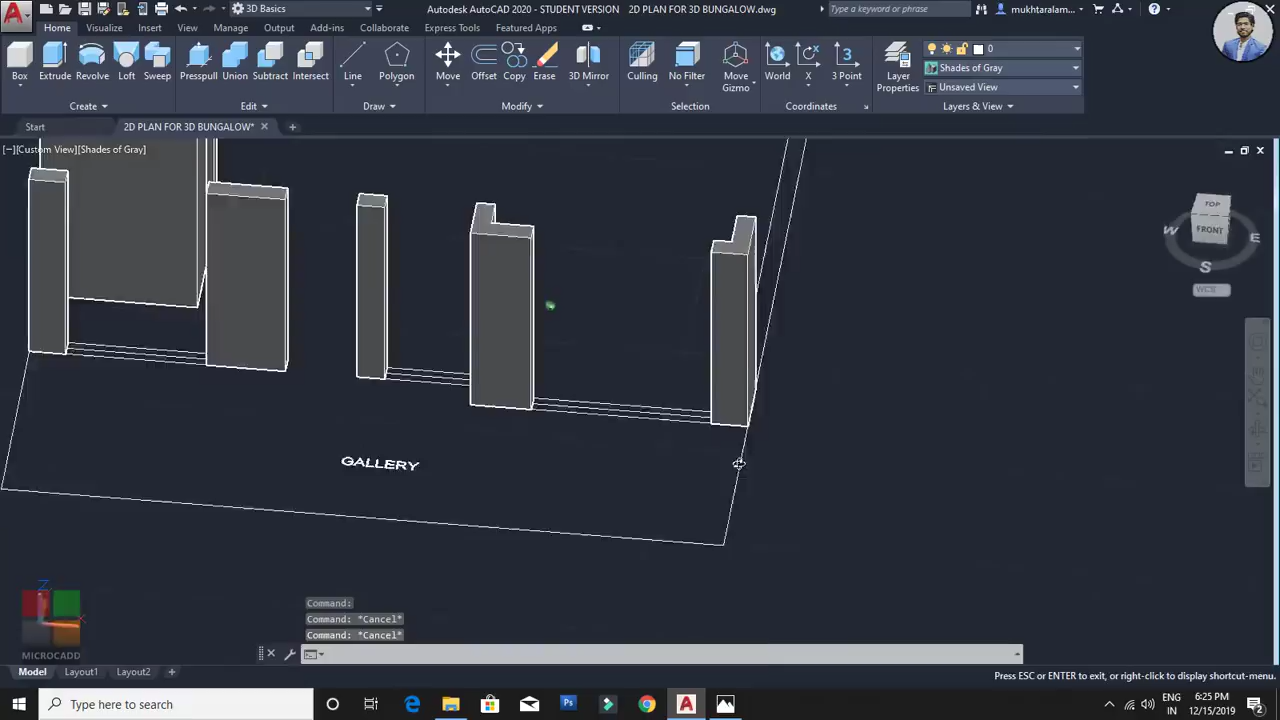 3D Basics
Autodesk AutoCAD 2020 - STUDENT VERSION 2D PLAN FOR 3D BUNGALOW.dwg
Type a keyword or phrase
mukhtaralam...
Home Visualize Insert View Manage Output Add-ins Collaborate Express Tools Featured Apps
Box Extrude Revolve Loft Sweep Presspull Union Subtract Intersect Line Polygon Move Offset Copy Erase 3D Mirror Culling No Filter Move Gizmo World X 3 Point Layer Properties
0
Shades of Gray
Unsaved View
Create Edit Draw Modify Selection Coordinates Layers & View
Start 2D PLAN FOR 3D BUNGALOW*
[−][Custom View][Shades of Gray]
TOP
FRONT
W E
S
WCS
GALLERY
Z
MICROCADD
Command:
Command: *Cancel*
Command: *Cancel*
Model Layout1 Layout2
Press ESC or ENTER to exit, or right-click to display shortcut-menu.
Type here to search
ENG
IN
6:25 PM
12/15/2019
2